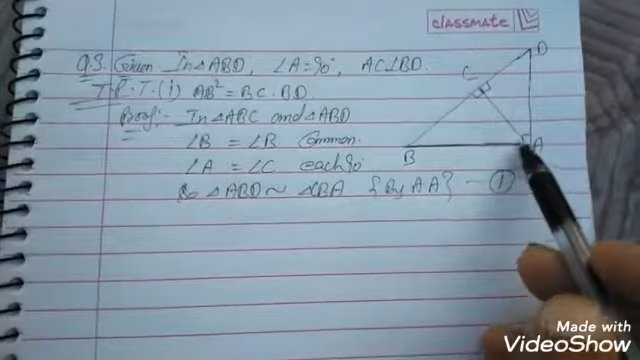 classmate
Q3. Given In △ABD, ∠A=90°, AC⊥BD.
T.P.T. (i) AB² = BC · BD
Proof:- In △ABC and △ABD
∠B = ∠B Common
∠A = ∠C each 90°
So △ABD ~ △CBA {By AA} — ①
D
C
B
A
Made with
VideoShow